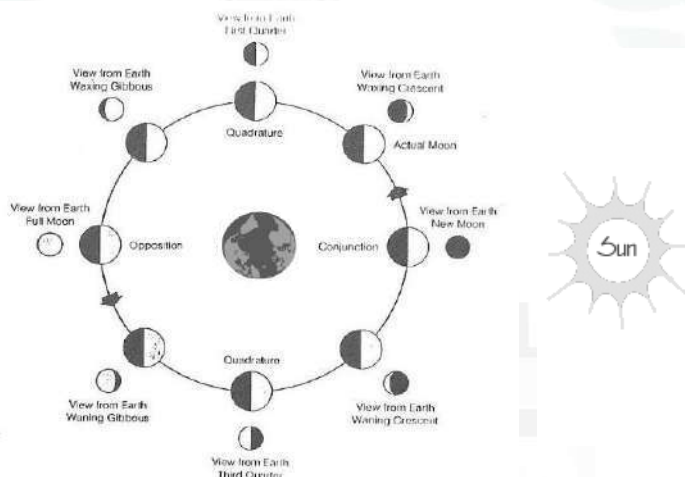 View from Earth
First Quarter
View from Earth
Waxing Gibbous
View from Earth
Waxing Crescent
Quadrature
Actual Moon
View from Earth
Full Moon
Opposition
Conjunction
View from Earth
New Moon
Sun
Quadrature
View from Earth
Waning Gibbous
View from Earth
Waning Crescent
View from Earth
Third Quarter